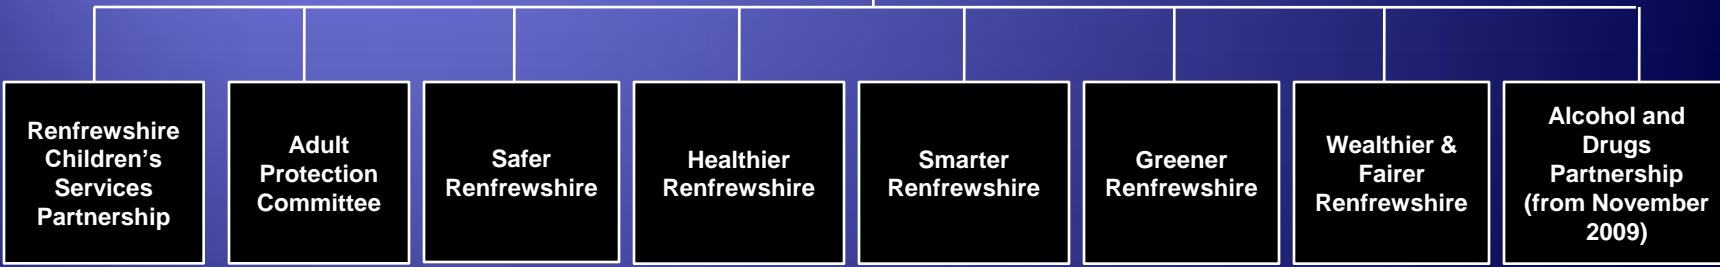 Renfrewshire
Children’s
Services
Partnership
Adult
Protection
Committee
Safer
Renfrewshire
Healthier
Renfrewshire
Smarter
Renfrewshire
Greener
Renfrewshire
Wealthier &
Fairer
Renfrewshire
Alcohol and
Drugs
Partnership
(from November
2009)